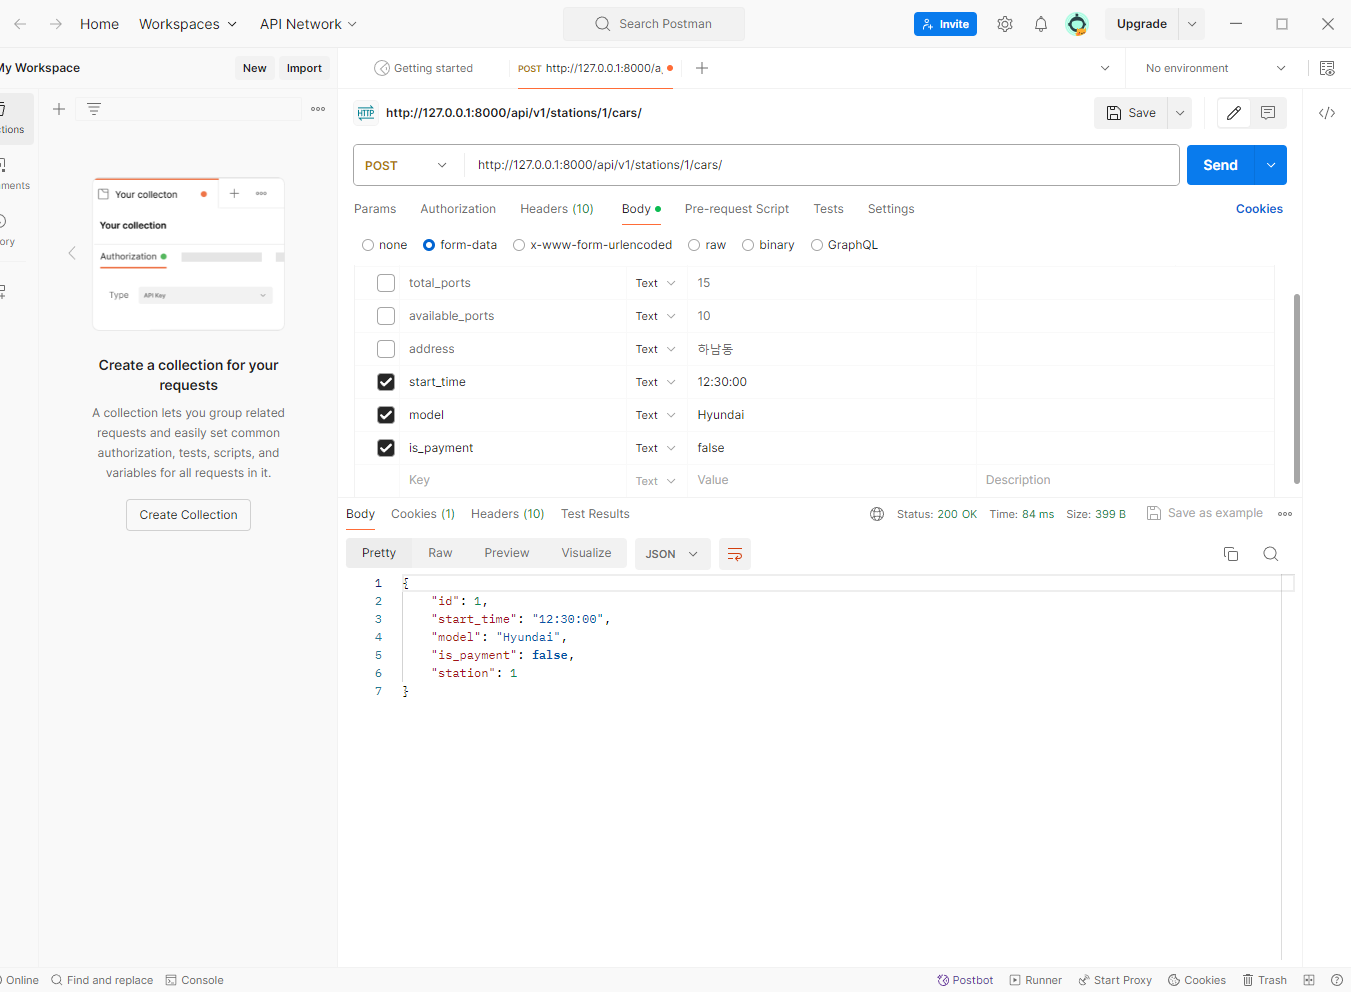 Home Workspaces API Network Search Postman Invite Upgrade
My Workspace New Import Getting started POST http://127.0.0.1:8000/a No environment
HTTP http://127.0.0.1:8000/api/v1/stations/1/cars/ Save
ctions
ments
ory
Your collecton
Your collection
Authorization
Type API Key
Create a collection for your
requests
A collection lets you group related
requests and easily set common
authorization, tests, scripts, and
variables for all requests in it.
Create Collection
POST http://127.0.0.1:8000/api/v1/stations/1/cars/ Send
Params Authorization Headers (10) Body Pre-request Script Tests Settings Cookies
none form-data x-www-form-urlencoded raw binary GraphQL
total_ports Text 15
available_ports Text 10
address Text 하남동
start_time Text 12:30:00
model Text Hyundai
is_payment Text false
Key Text Value Description
Body Cookies (1) Headers (10) Test Results Status: 200 OK Time: 84 ms Size: 399 B Save as example
Pretty Raw Preview Visualize JSON
1 {
2 "id": 1,
3 "start_time": "12:30:00",
4 "model": "Hyundai",
5 "is_payment": false,
6 "station": 1
7 }
Online Find and replace Console Postbot Runner Start Proxy Cookies Trash